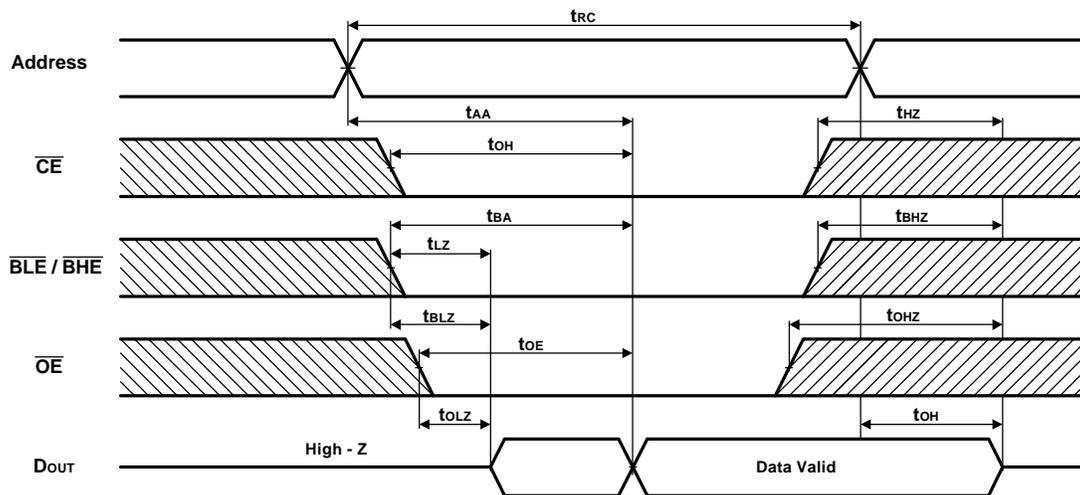 tRC
Address
tAA
tHZ
tOH
CE
tBA
tBHZ
tLZ
BLE / BHE
tBLZ
tOHZ
tOE
OE
tOLZ
tOH
High - Z
DOUT
Data Valid